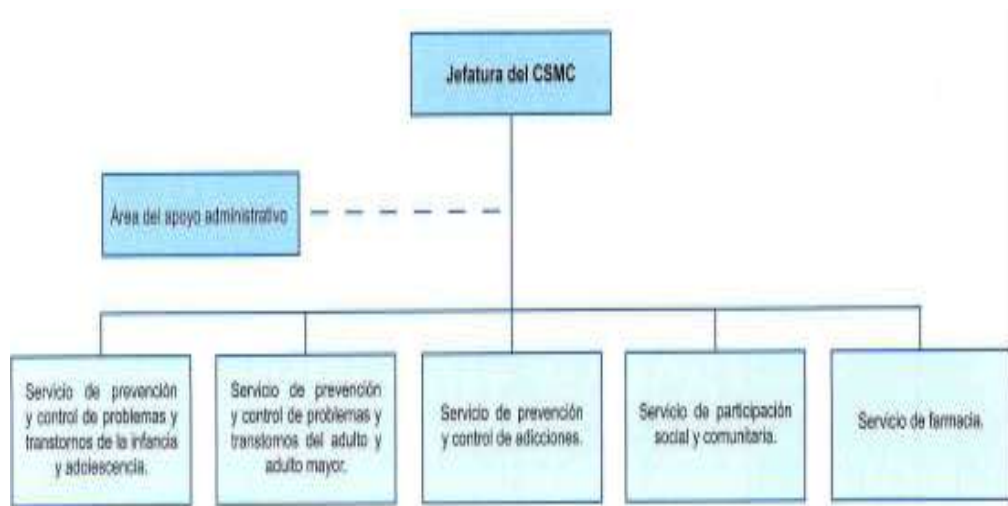 Jefatura del CSMC
Área del apoyo administrativo
Servicio de prevención
y control de problemas y
transtornos de la infancia
y adolescencia.
Servicio de prevención
y control de problemas y
transtornos del adulto y
adulto mayor.
Servicio de prevención
y control de adicciones.
Servicio de participación
social y comunitaria.
Servicio de farmacia.